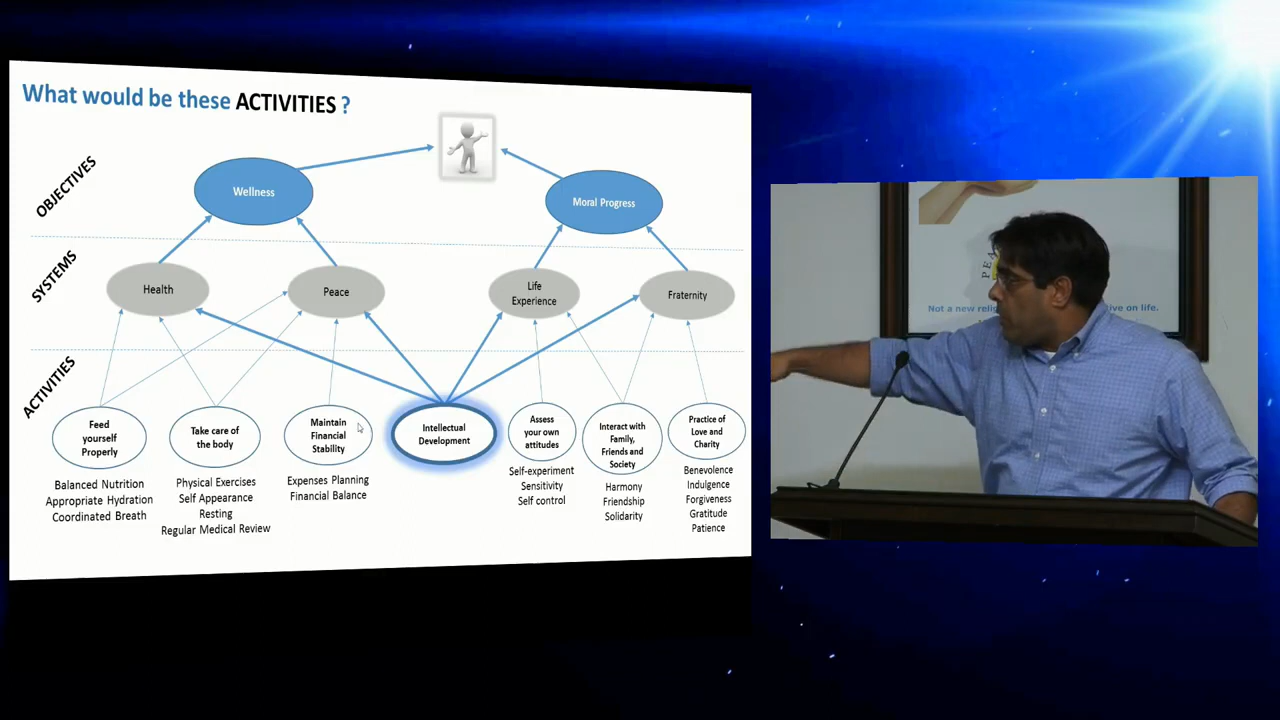 What would be these ACTIVITIES ?
OBJECTIVES
Wellness
Moral Progress
SYSTEMS
Health
Peace
Life
Experience
Fraternity
ACTIVITIES
Feed
yourself
Properly
Balanced Nutrition
Appropriate Hydration
Coordinated Breath
Take care of
the body
Physical Exercises
Self Appearance
Resting
Regular Medical Review
Maintain
Financial
Stability
Expenses Planning
Financial Balance
Intellectual
Development
Assess
your own
attitudes
Self-experiment
Sensitivity
Self control
Interact with
Family,
Friends and
Society
Harmony
Friendship
Solidarity
Practice of
Love and
Charity
Benevolence
Indulgence
Forgiveness
Gratitude
Patience
Not a new
on life.